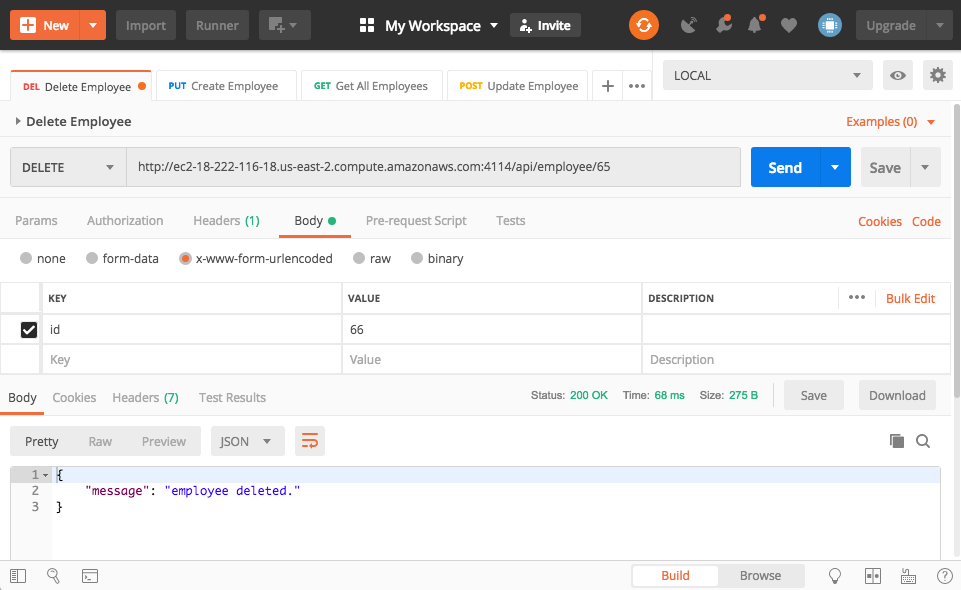 New Import Runner My Workspace Invite Upgrade
DEL Delete Employee PUT Create Employee GET Get All Employees POST Update Employee LOCAL
Delete Employee Examples (0)
DELETE http://ec2-18-222-116-18.us-east-2.compute.amazonaws.com:4114/api/employee/65 Send Save
Params Authorization Headers (1) Body Pre-request Script Tests Cookies Code
none form-data x-www-form-urlencoded raw binary
KEY VALUE DESCRIPTION Bulk Edit
id 66
Key Value Description
Body Cookies Headers (7) Test Results Status: 200 OK Time: 68 ms Size: 275 B Save Download
Pretty Raw Preview JSON
1 {
2 "message": "employee deleted."
3 }
Build Browse